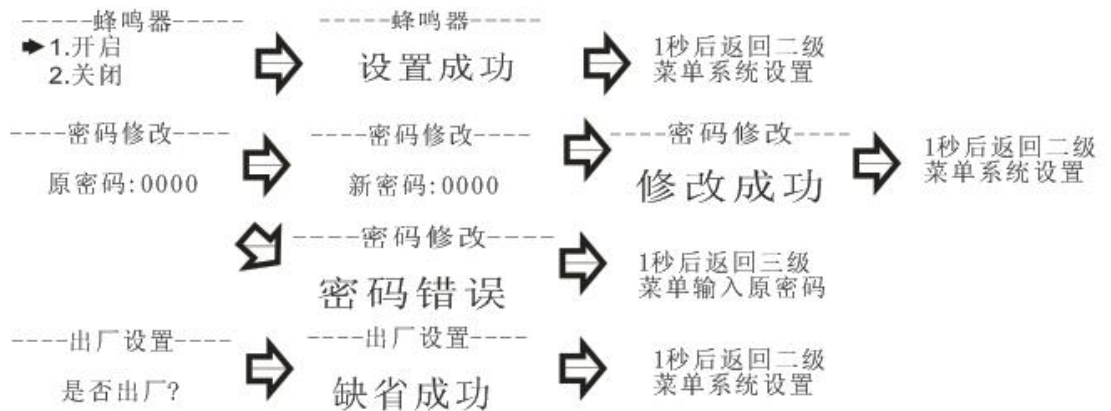 -----蜂鸣器
1.开启
2.关闭
-----蜂鸣器
设置成功
1秒后返回二级
菜单系统设置
----密码修改----
原密码:0000
----密码修改----
新密码:0000
----密码修改----
修改成功
1秒后返回二级
菜单系统设置
----密码修改----
密码错误
1秒后返回三级
菜单输入原密码
----出厂设置----
是否出厂?
----出厂设置----
缺省成功
1秒后返回二级
菜单系统设置